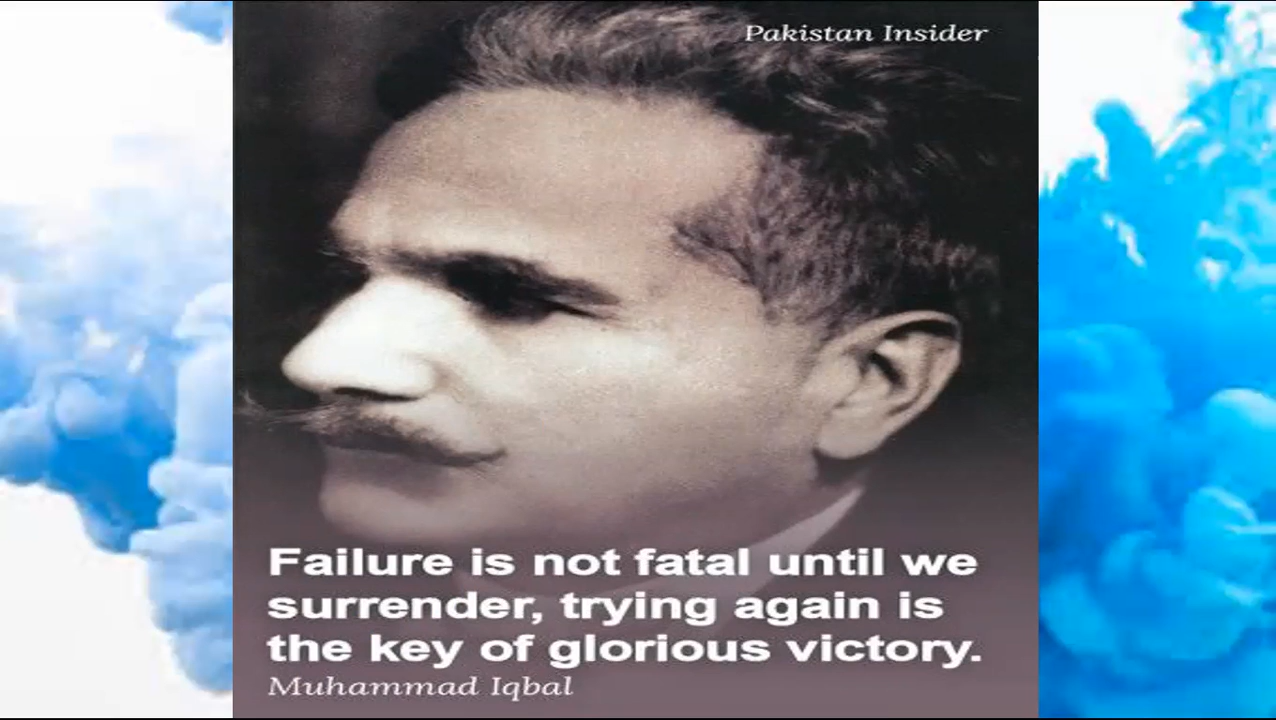 Pakistan Insider
Failure is not fatal until we
surrender, trying again is
the key of glorious victory.
Muhammad Iqbal